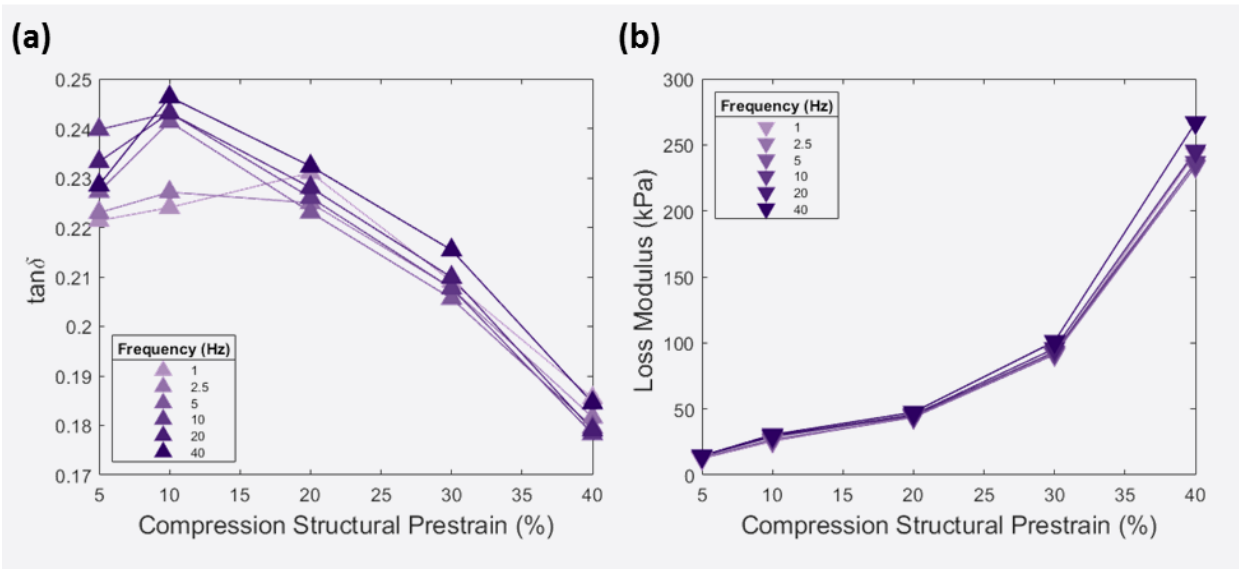 (a)
0.25
0.24
0.23
0.22
0.21
0.2
0.19
0.18
0.17
tanδ
Frequency (Hz)
1
2.5
5
10
20
40
5 10 15 20 25 30 35 40
Compression Structural Prestrain (%)
(b)
300
250
200
150
100
50
0
Loss Modulus (kPa)
Frequency (Hz)
1
2.5
5
10
20
40
5 10 15 20 25 30 35 40
Compression Structural Prestrain (%)